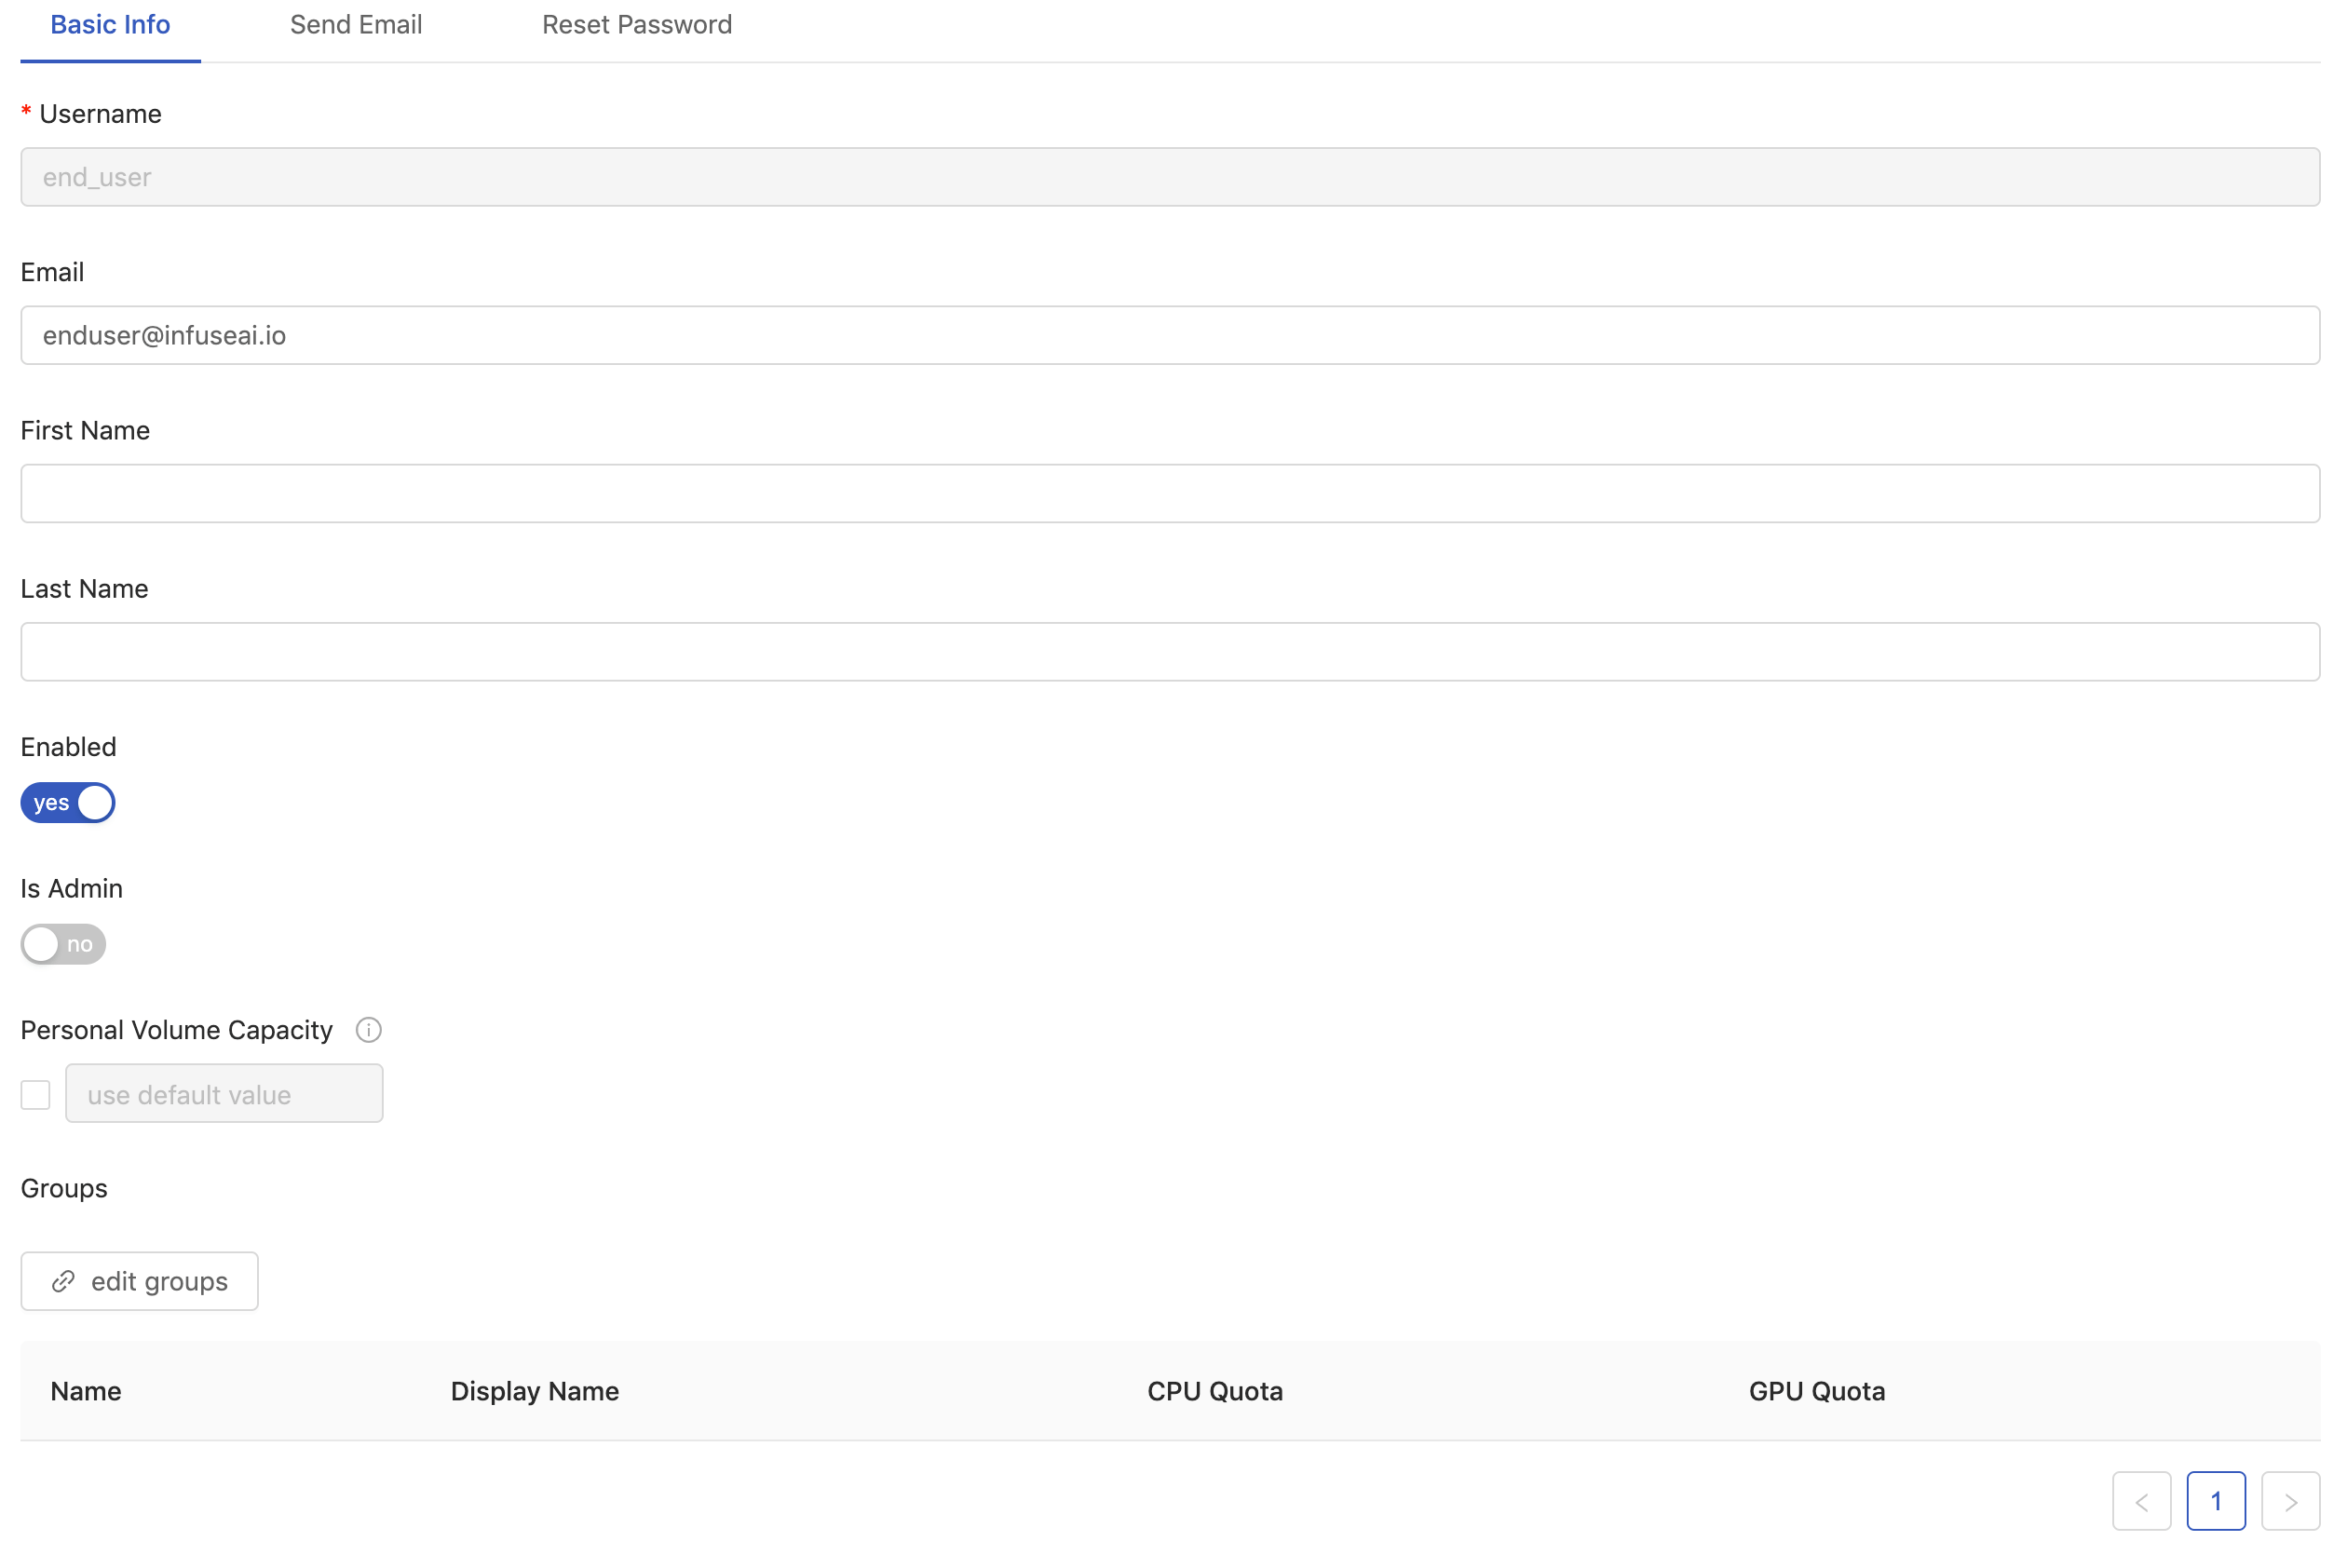 Basic Info Send Email Reset Password
* Username
end_user
Email
enduser@infuseai.io
First Name
Last Name
Enabled
yes
Is Admin
no
Personal Volume Capacity
use default value
Groups
edit groups
Name Display Name CPU Quota GPU Quota
< 1 >